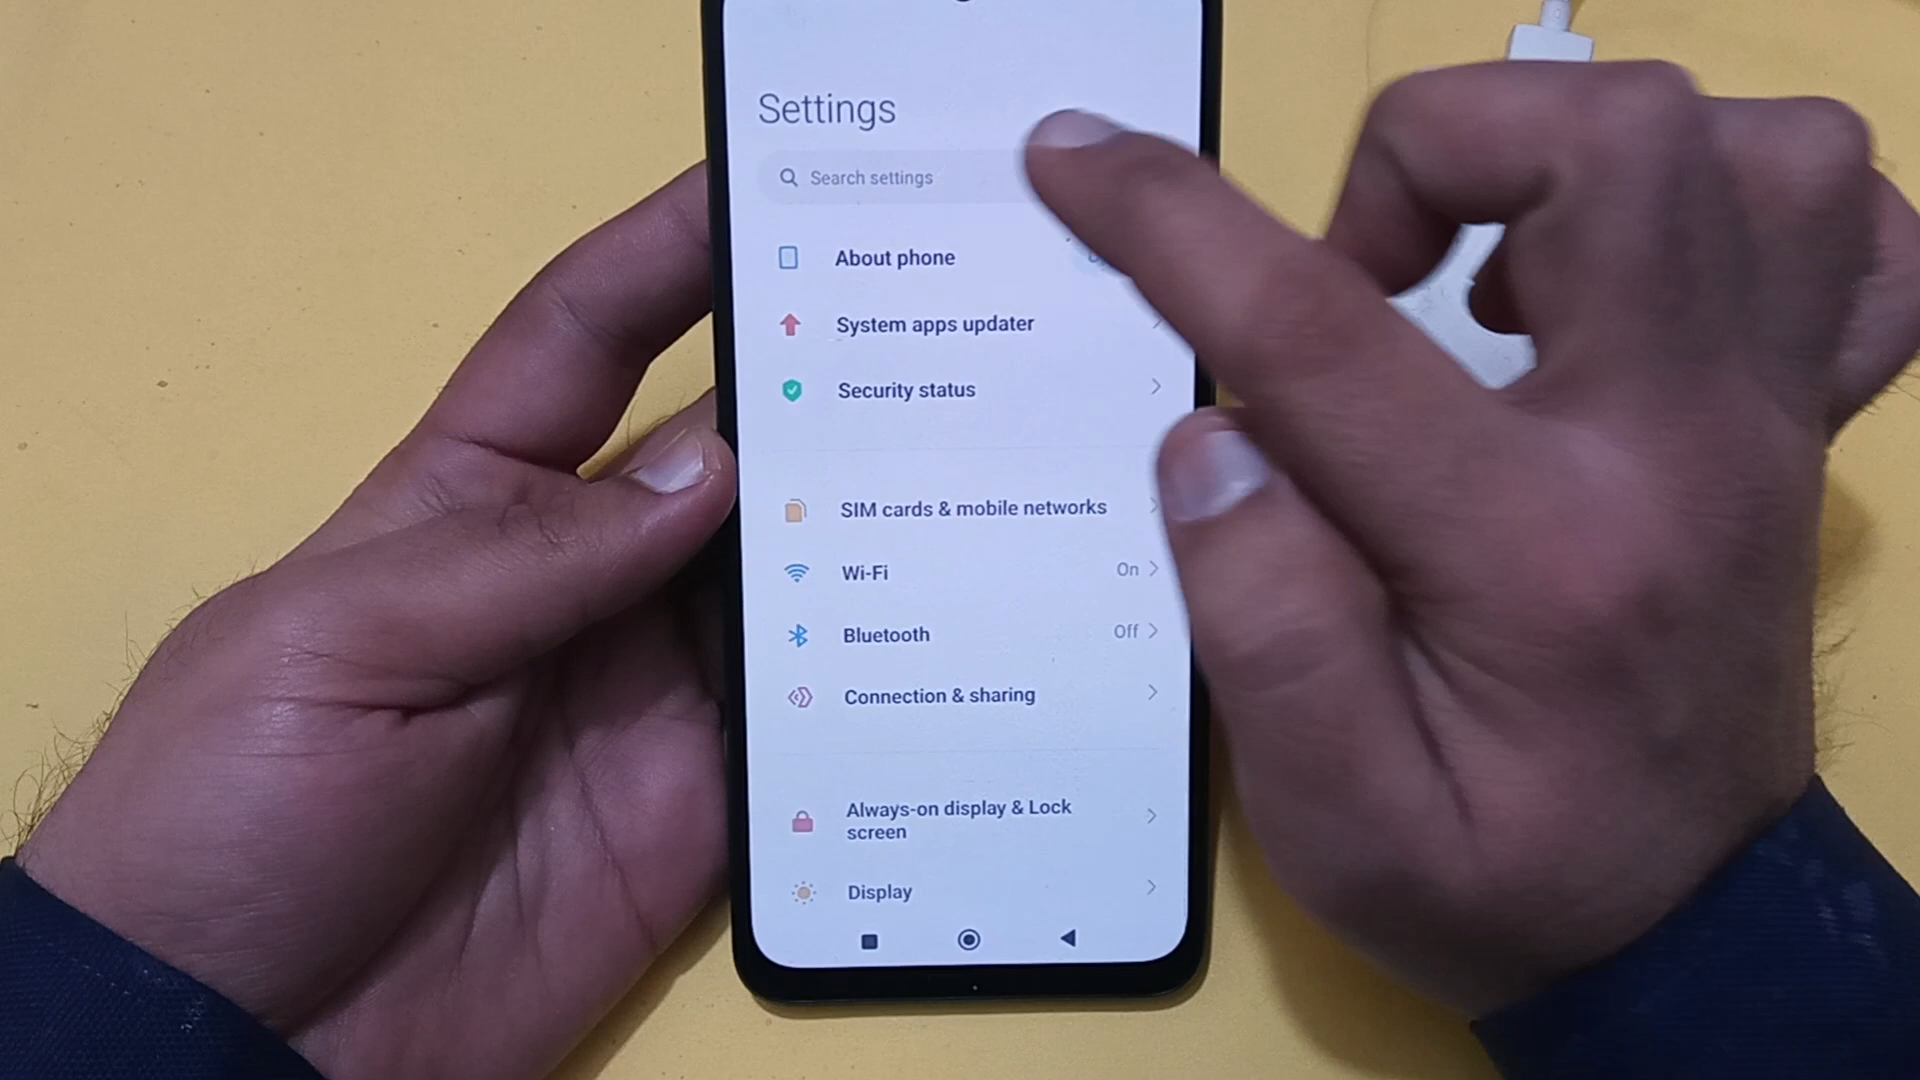 Settings
Search settings
About phone
System apps updater
Security status
SIM cards & mobile networks
Wi-Fi On
Bluetooth Off
Connection & sharing
Always-on display & Lock
screen
Display